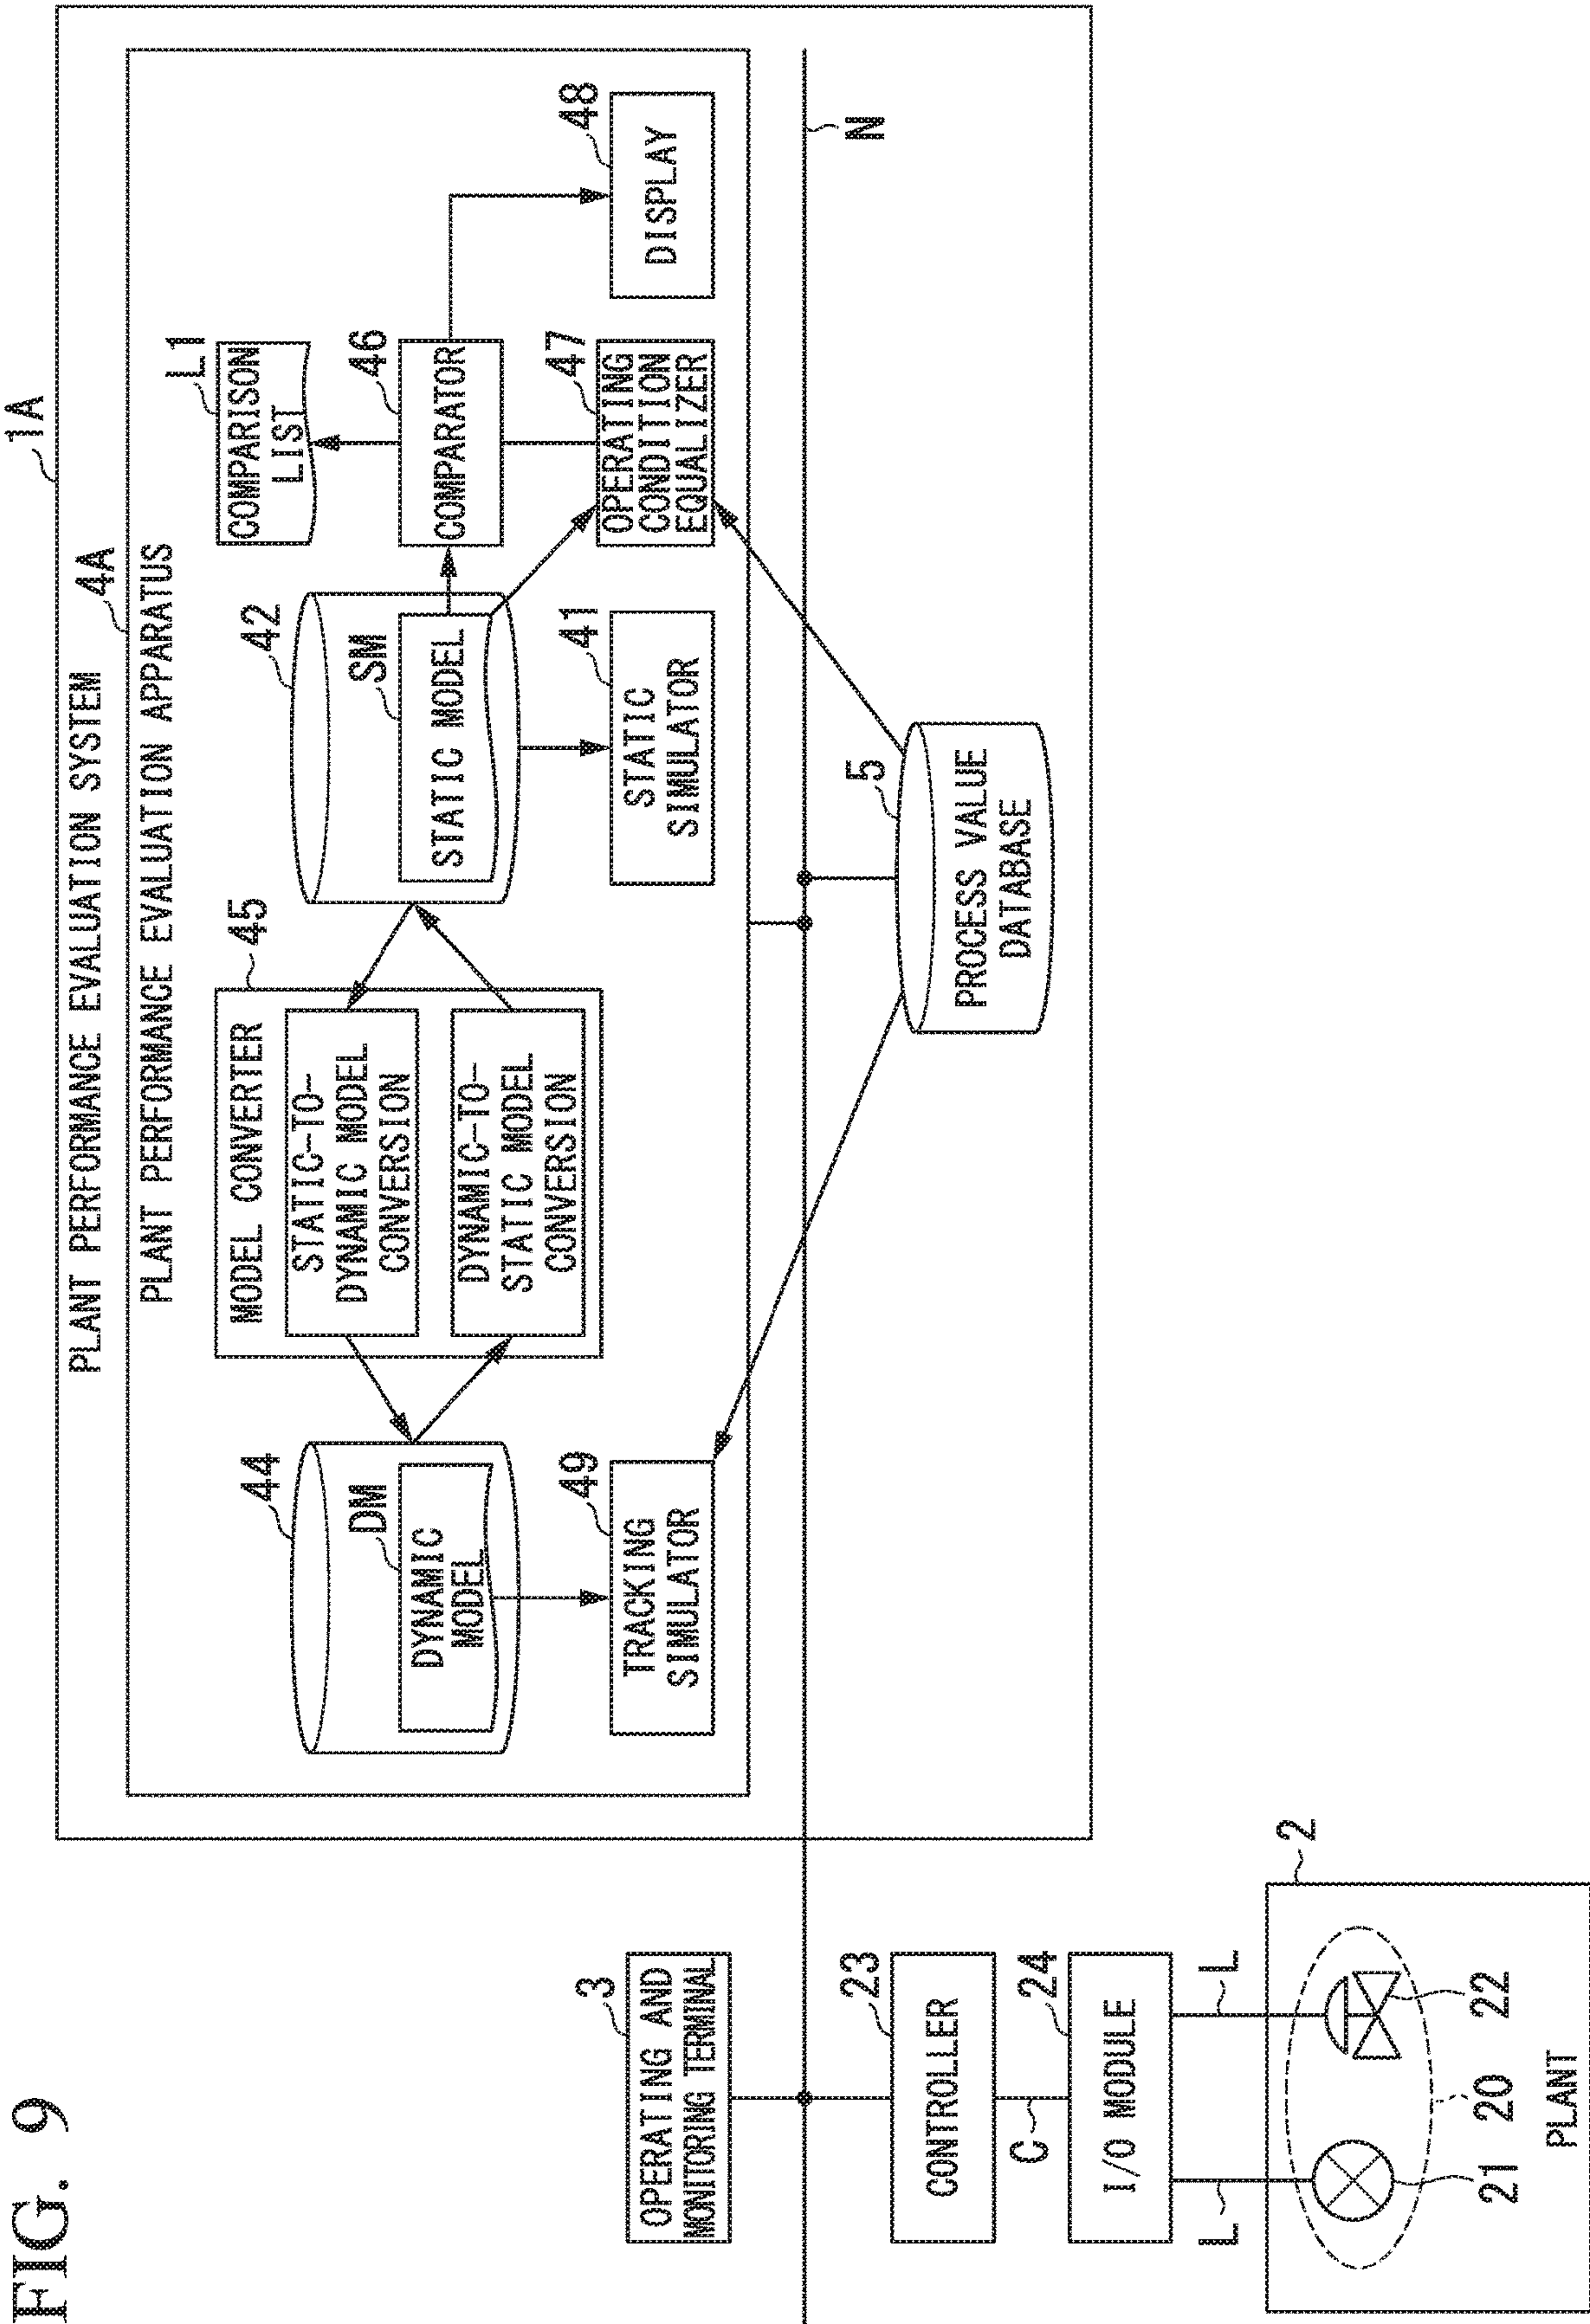 FIG. 9
1A
PLANT PERFORMANCE EVALUATION SYSTEM
4A
PLANT PERFORMANCE EVALUATION APPARATUS
44
DM
DYNAMIC
MODEL
49
TRACKING
SIMULATOR
45
MODEL CONVERTER
STATIC-TO-
DYNAMIC MODEL
CONVERSION
DYNAMIC-TO-
STATIC MODEL
CONVERSION
42
SM
STATIC MODEL
41
STATIC
SIMULATOR
L1
COMPARISON
LIST
46
COMPARATOR
47
OPERATING
CONDITION
EQUALIZER
48
DISPLAY
N
5
PROCESS VALUE
DATABASE
3
OPERATING AND
MONITORING TERMINAL
23
CONTROLLER
C
24
I/O MODULE
L
L
2
21
20
22
PLANT